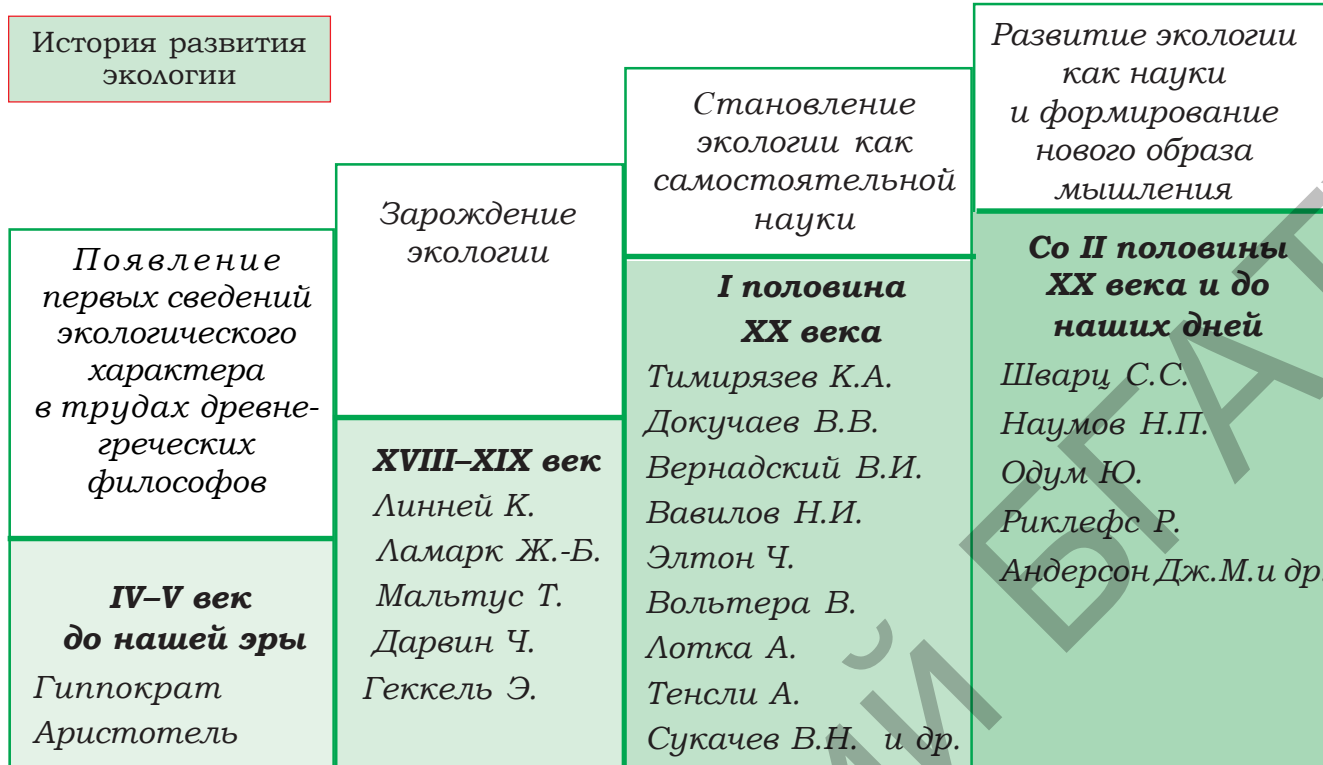 История развития
экологии
Появление
первых сведений
экологического
характера
в трудах древне-
греческих
философов
IV–V век
до нашей эры
Гиппократ
Аристотель
Зарождение
экологии
XVIII–XIX век
Линней К.
Ламарк Ж.-Б.
Мальтус Т.
Дарвин Ч.
Геккель Э.
Становление
экологии как
самостоятельной
науки
I половина
XX века
Тимирязев К.А.
Докучаев В.В.
Вернадский В.И.
Вавилов Н.И.
Элтон Ч.
Вольтера В.
Лотка А.
Тенсли А.
Сукачев В.Н. и др.
Развитие экологии
как науки
и формирование
нового образа
мышления
Со II половины
XX века и до
наших дней
Шварц С.С.
Наумов Н.П.
Одум Ю.
Риклефс Р.
Андерсон Дж.М.и др.